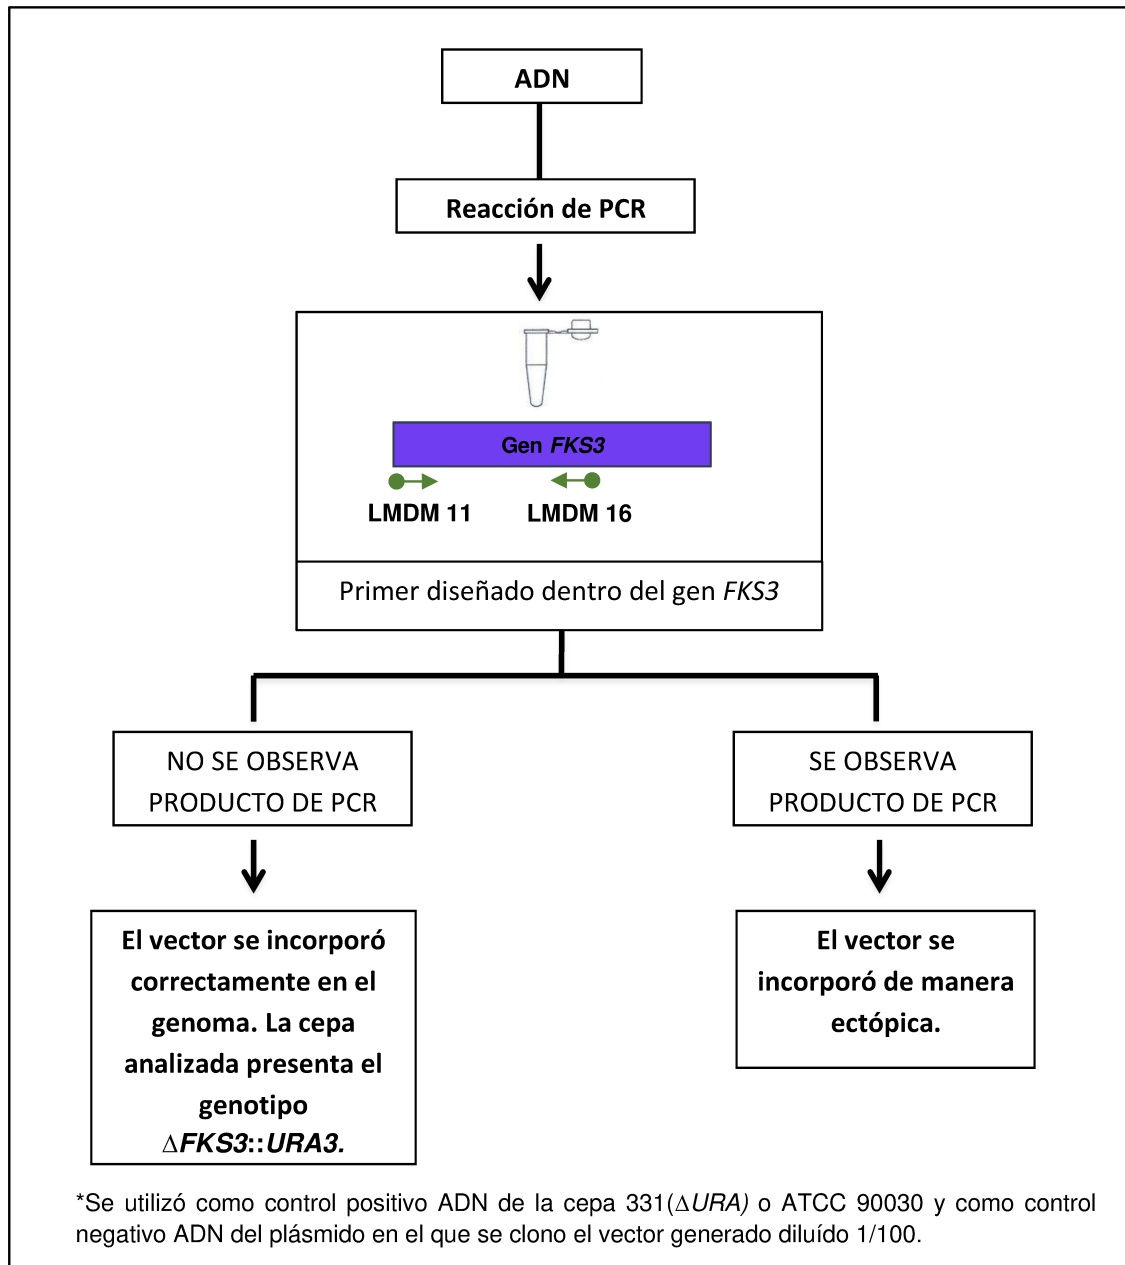 ADN
Reacción de PCR
Gen FKS3
LMDM 11
LMDM 16
Primer diseñado dentro del gen FKS3
NO SE OBSERVA
PRODUCTO DE PCR
SE OBSERVA
PRODUCTO DE PCR
El vector se incorporó
correctamente en el
genoma. La cepa
analizada presenta el
genotipo
∆FKS3::URA3.
El vector se
incorporó de manera
ectópica.
*Se utilizó como control positivo ADN de la cepa 331(∆URA) o ATCC 90030 y como control
negativo ADN del plásmido en el que se clono el vector generado diluído 1/100.